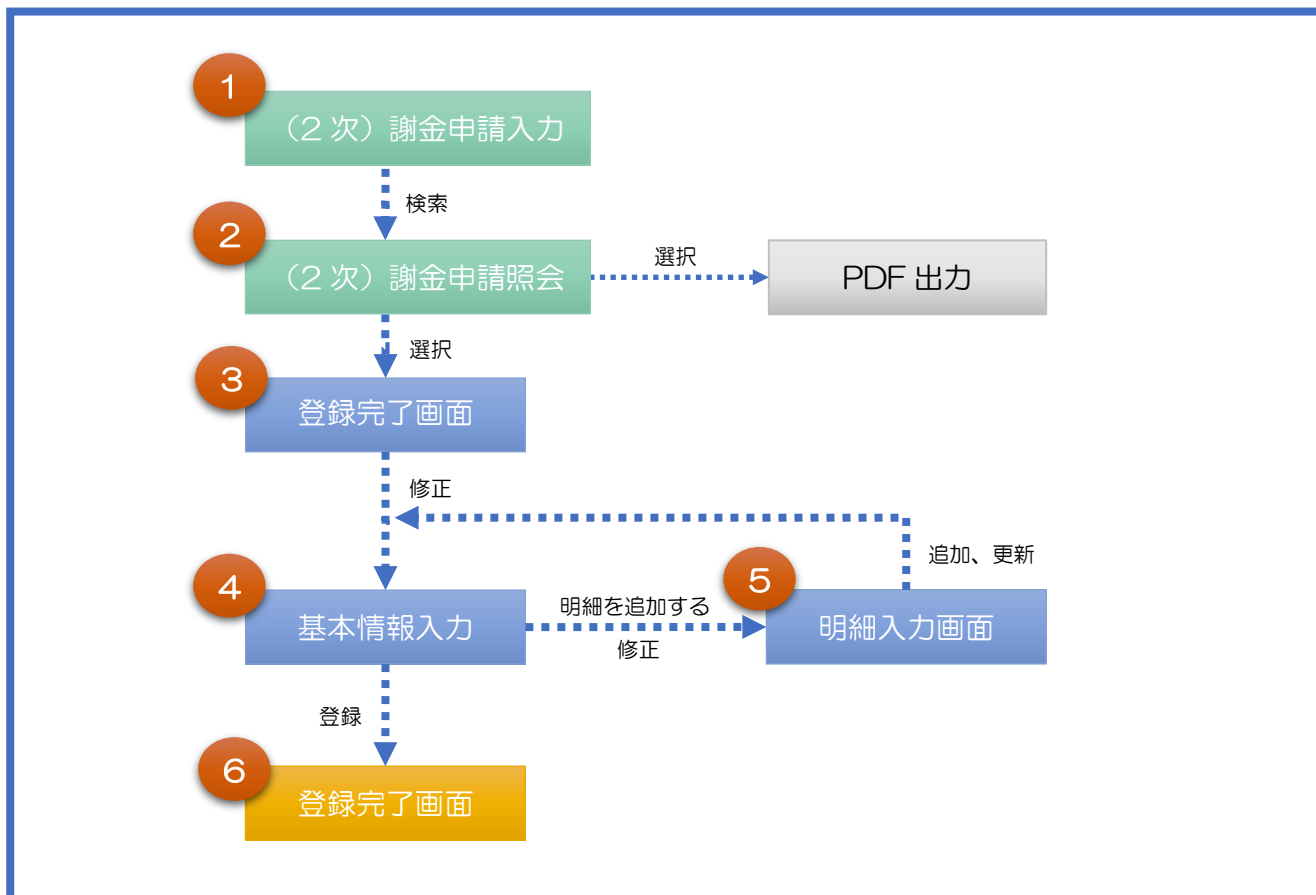 １
（２次）謝金申請入力
検索
２
（２次）謝金申請照会
選択
PDF 出力
選択
３
登録完了画面
修正
追加、更新
４
基本情報入力
明細を追加する
修正
５
明細入力画面
登録
６
登録完了画面